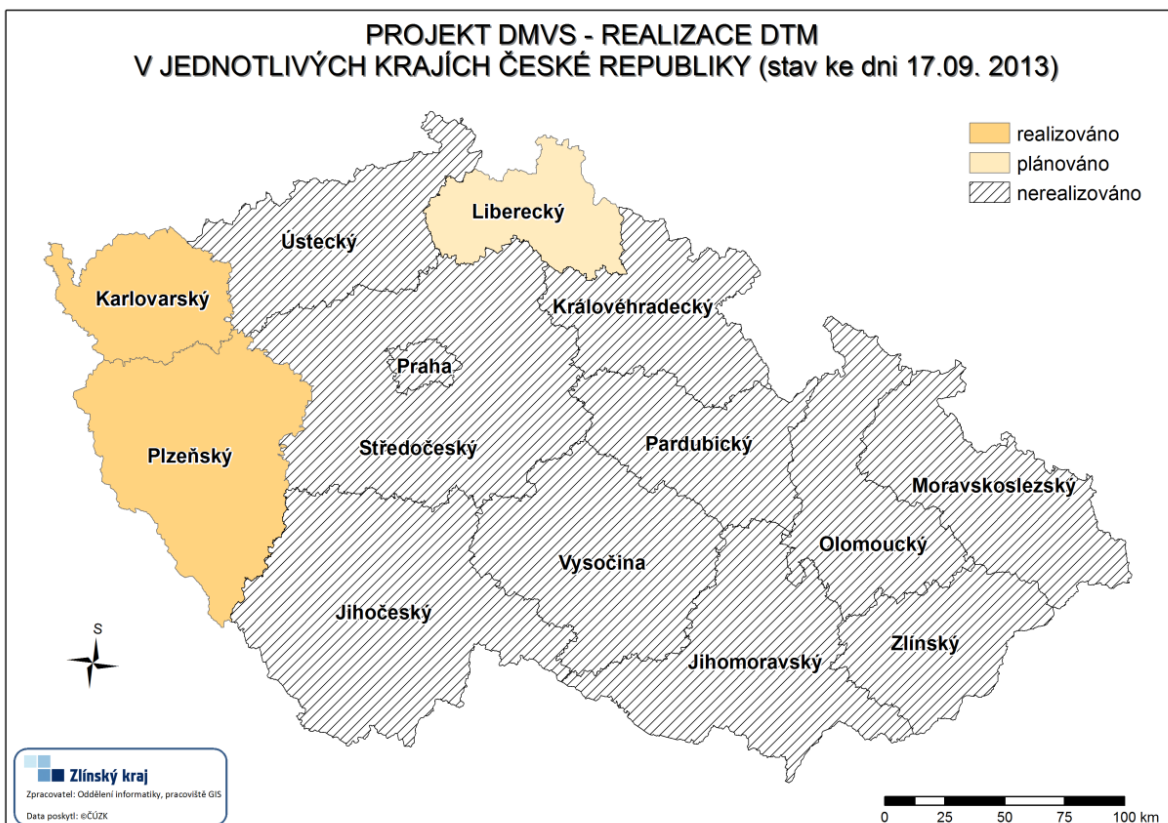 PROJEKT DMVS - REALIZACE DTM
V JEDNOTLIVÝCH KRAJÍCH ČESKÉ REPUBLIKY (stav ke dni 17.09. 2013)
realizováno
plánováno
nerealizováno
Liberecký
Ústecký
Karlovarský
Královéhradecký
Praha
Středočeský
Pardubický
Plzeňský
Moravskoslezský
Olomoucký
Vysočina
Jihočeský
Zlínský
Jihomoravský
S
Zlínský kraj
Zpracovatel: Oddělení informatiky, pracoviště GIS
Data poskytl: ©ČÚZK
0 25 50 75 100 km